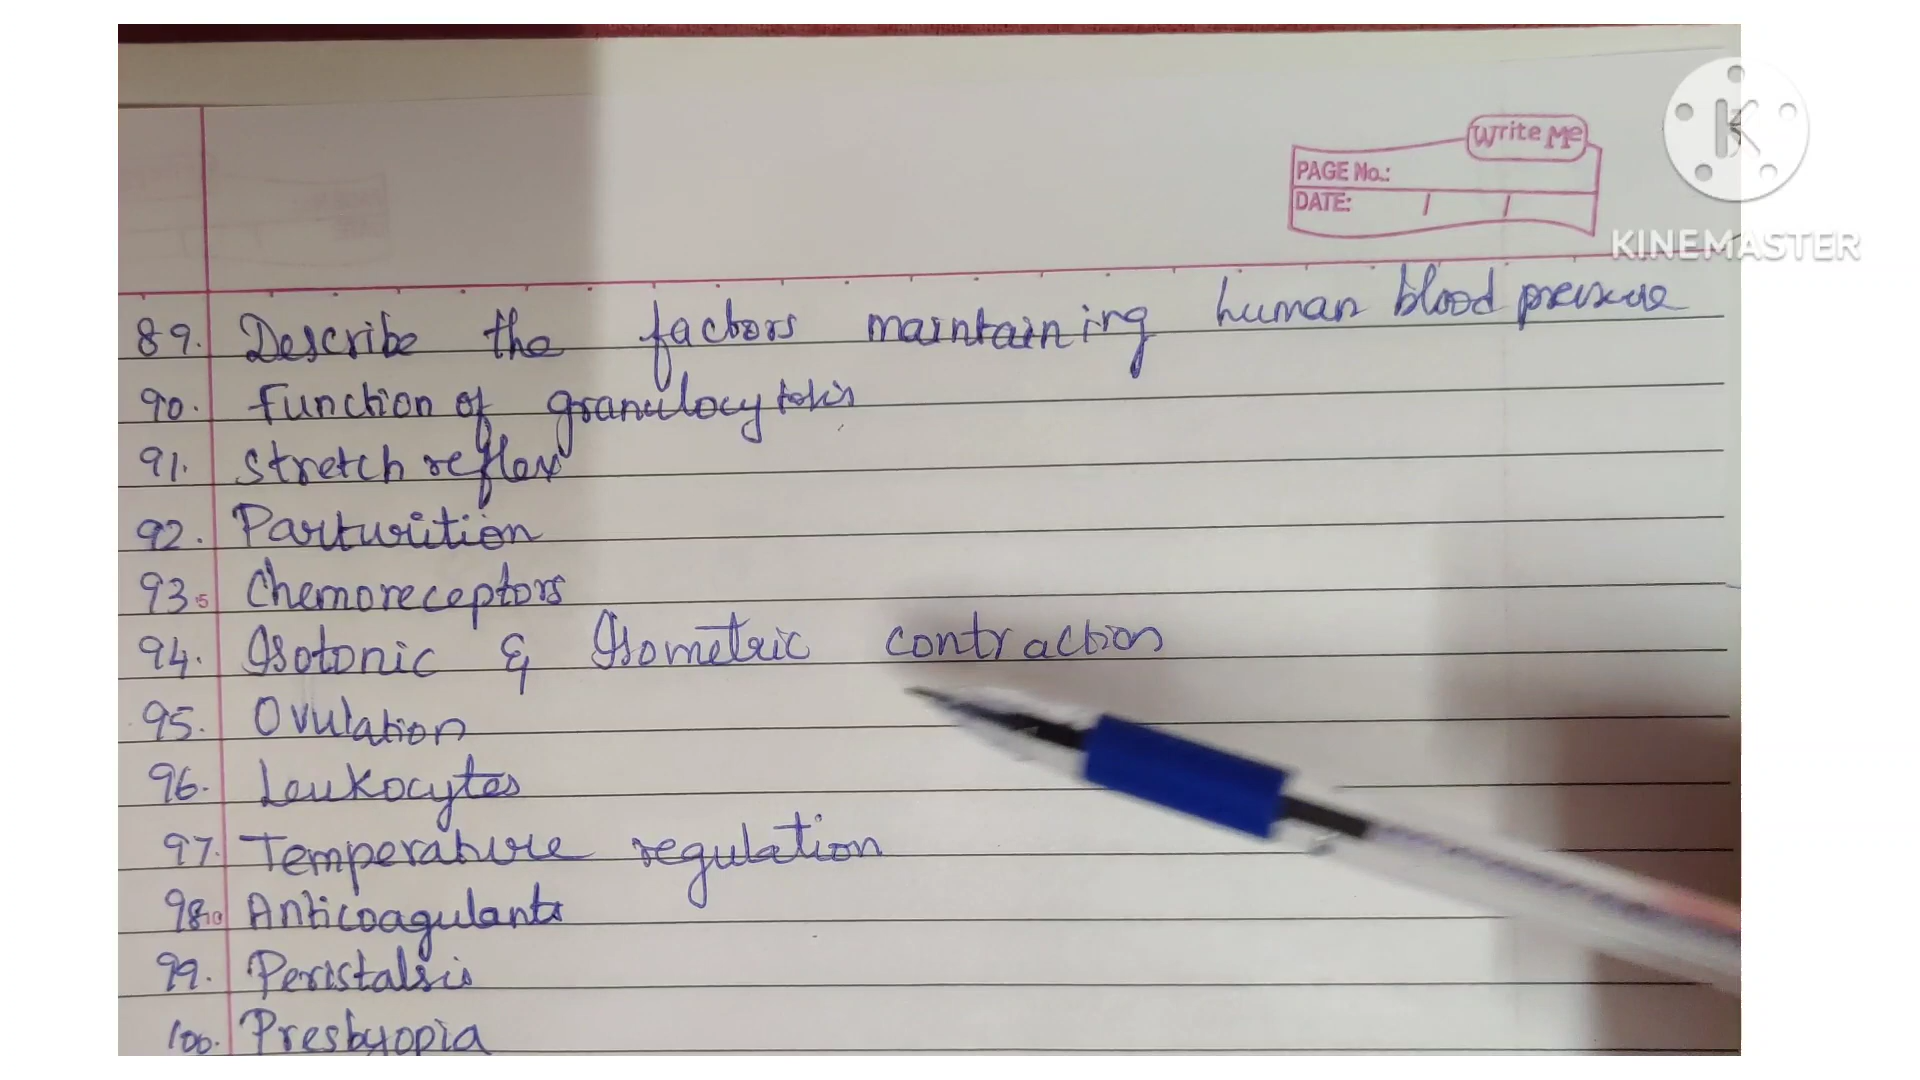 Write Me
PAGE No.:
DATE: / /
KINEMASTER
89. Describe the factors maintaining human blood pressure
90. Function of granulocytosis
91. Stretch reflex
92. Parturition
93. Chemoreceptors
94. Isotonic & Isometric contraction
95. Ovulation
96. Leukocytes
97. Temperature regulation
98. Anticoagulants
99. Peristalsis
100. Presbyopia